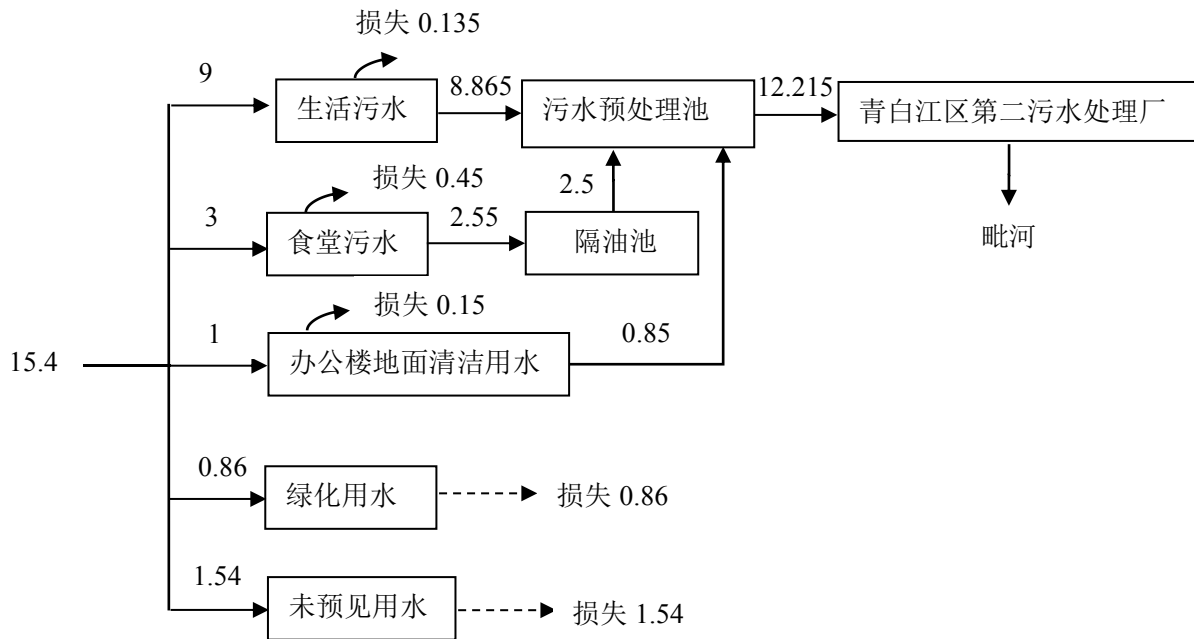 损失 0.135
9
生活污水
8.865
污水预处理池
12.215
青白江区第二污水处理厂
损失 0.45
2.5
3
食堂污水
2.55
隔油池
毗河
损失 0.15
1
办公楼地面清洁用水
0.85
15.4
0.86
绿化用水
损失 0.86
1.54
未预见用水
损失 1.54